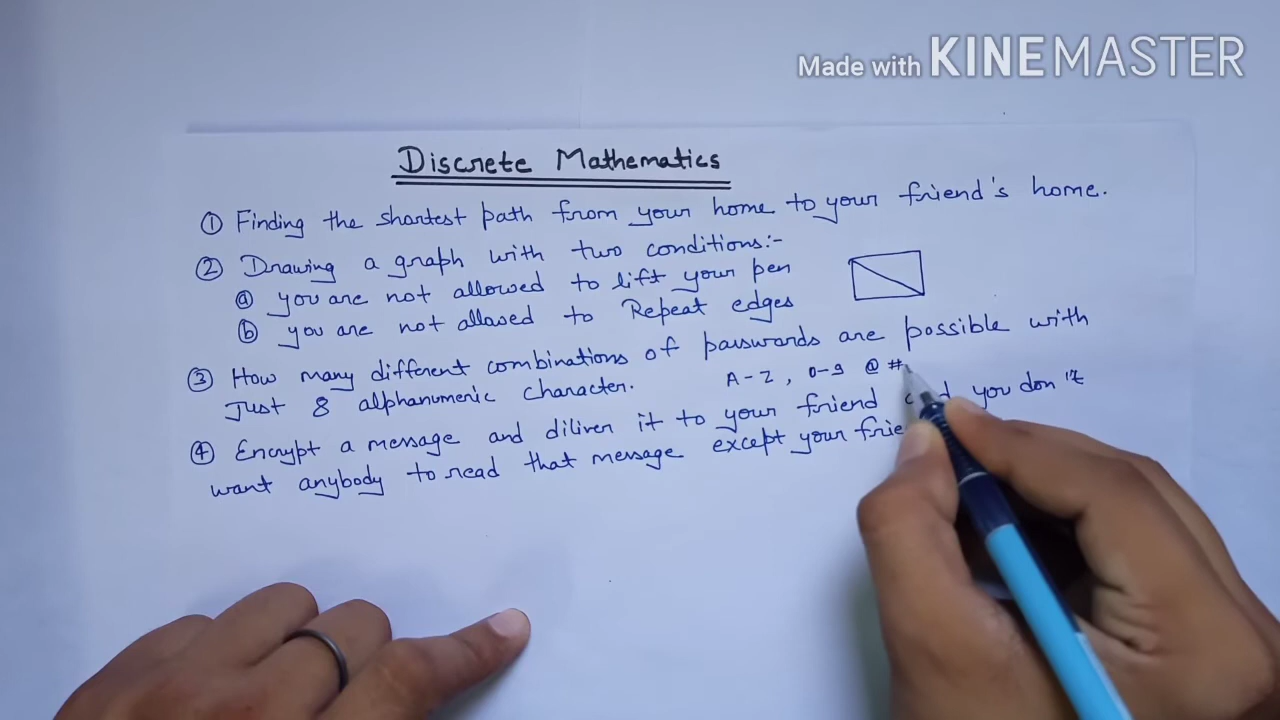 Made with KINEMASTER
Discrete Mathematics
① Finding the shortest path from your home to your friend's home.
② Drawing a graph with two conditions:-
ⓐ you are not allowed to lift your pen
ⓑ you are not allowed to Repeat edges
③ How many different combinations of passwards are possible with
Just 8 alphanumeric character. A-Z, 0-9 @ #
④ Encrypt a message and diliver it to your friend you don't
want anybody to read that message except your